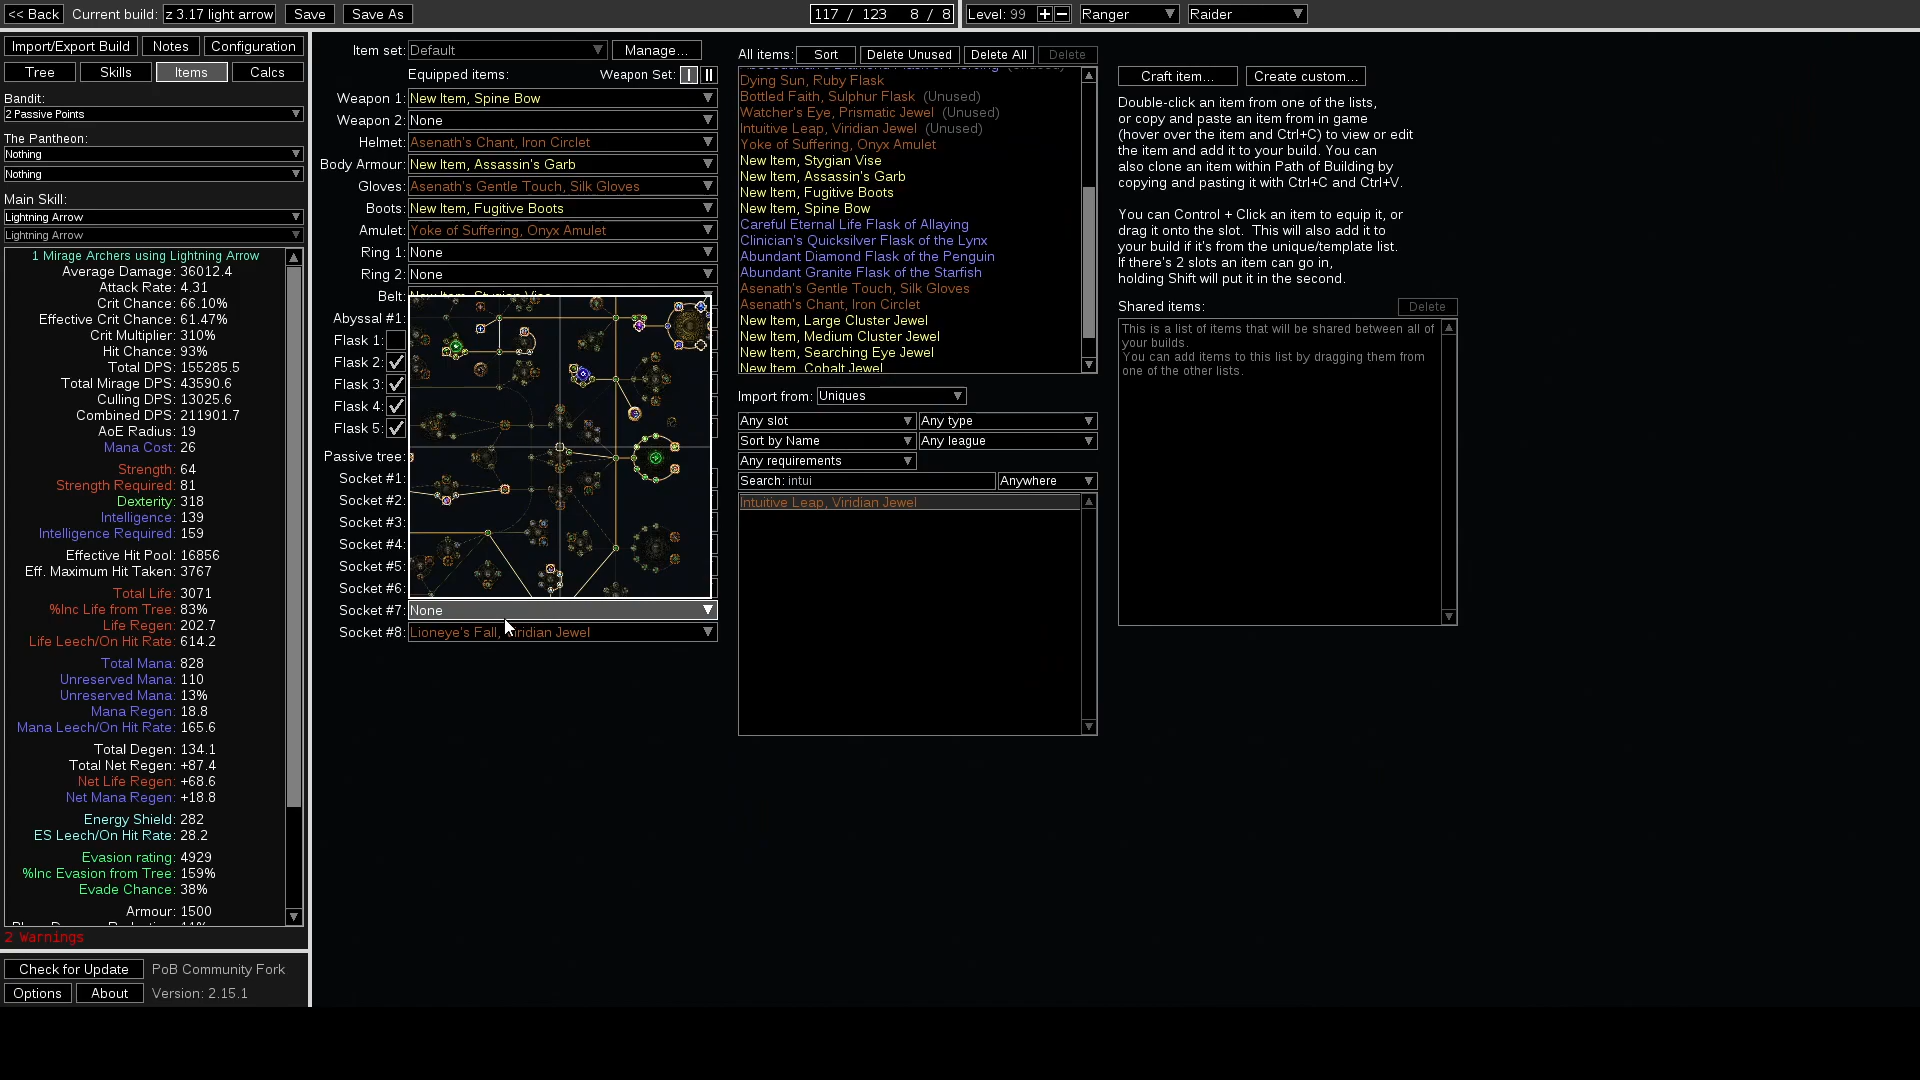 << Back Current build: z 3.17 light arrow Save Save As 117 / 123 8 / 8 Level: 99 + - Ranger Raider
Import/Export Build Notes Configuration
Tree Skills Items Calcs
Bandit:
2 Passive Points
The Pantheon:
Nothing
Nothing
Main Skill:
Lightning Arrow
Lightning Arrow
1 Mirage Archers using Lightning Arrow
Average Damage: 36012.4
Attack Rate: 4.31
Crit Chance: 66.10%
Effective Crit Chance: 61.47%
Crit Multiplier: 310%
Hit Chance: 93%
Total DPS: 155285.5
Total Mirage DPS: 43590.6
Culling DPS: 13025.6
Combined DPS: 211901.7
AoE Radius: 19
Mana Cost: 26
Strength: 64
Strength Required: 81
Dexterity: 318
Intelligence: 139
Intelligence Required: 159
Effective Hit Pool: 16856
Eff. Maximum Hit Taken: 3767
Total Life: 3071
%Inc Life from Tree: 83%
Life Regen: 202.7
Life Leech/On Hit Rate: 614.2
Total Mana: 828
Unreserved Mana: 110
Unreserved Mana: 13%
Mana Regen: 18.8
Mana Leech/On Hit Rate: 165.6
Total Degen: 134.1
Total Net Regen: +87.4
Net Life Regen: +68.6
Net Mana Regen: +18.8
Energy Shield: 282
ES Leech/On Hit Rate: 28.2
Evasion rating: 4929
%Inc Evasion from Tree: 159%
Evade Chance: 38%
Armour: 1500
2 Warnings
Check for Update PoB Community Fork
Options About Version: 2.15.1
Item set: Default Manage...
Equipped items: Weapon Set: I II
Weapon 1: New Item, Spine Bow
Weapon 2: None
Helmet: Asenath's Chant, Iron Circlet
Body Armour: New Item, Assassin's Garb
Gloves: Asenath's Gentle Touch, Silk Gloves
Boots: New Item, Fugitive Boots
Amulet: Yoke of Suffering, Onyx Amulet
Ring 1: None
Ring 2: None
Belt: New Item, Stygian Vise
Abyssal #1:
Flask 1:
Flask 2:
Flask 3:
Flask 4:
Flask 5:
Passive tree:
Socket #1:
Socket #2:
Socket #3:
Socket #4:
Socket #5:
Socket #6:
Socket #7: None
Socket #8: Lioneye's Fall, Viridian Jewel
All items: Sort Delete Unused Delete All Delete
Dying Sun, Ruby Flask
Bottled Faith, Sulphur Flask (Unused)
Watcher's Eye, Prismatic Jewel (Unused)
Intuitive Leap, Viridian Jewel (Unused)
Yoke of Suffering, Onyx Amulet
New Item, Stygian Vise
New Item, Assassin's Garb
New Item, Fugitive Boots
New Item, Spine Bow
Careful Eternal Life Flask of Allaying
Clinician's Quicksilver Flask of the Lynx
Abundant Diamond Flask of the Penguin
Abundant Granite Flask of the Starfish
Asenath's Gentle Touch, Silk Gloves
Asenath's Chant, Iron Circlet
New Item, Large Cluster Jewel
New Item, Medium Cluster Jewel
New Item, Searching Eye Jewel
New Item, Cobalt Jewel
Import from: Uniques
Any slot Any type
Sort by Name Any league
Any requirements
Search: intui Anywhere
Intuitive Leap, Viridian Jewel
Craft item... Create custom...
Double-click an item from one of the lists,
or copy and paste an item from in game
(hover over the item and Ctrl+C) to view or edit
the item and add it to your build. You can
also clone an item within Path of Building by
copying and pasting it with Ctrl+C and Ctrl+V.
You can Control + Click an item to equip it, or
drag it onto the slot. This will also add it to
your build if it's from the unique/template list.
If there's 2 slots an item can go in,
holding Shift will put it in the second.
Shared items: Delete
This is a list of items that will be shared between all of
your builds.
You can add items to this list by dragging them from
one of the other lists.